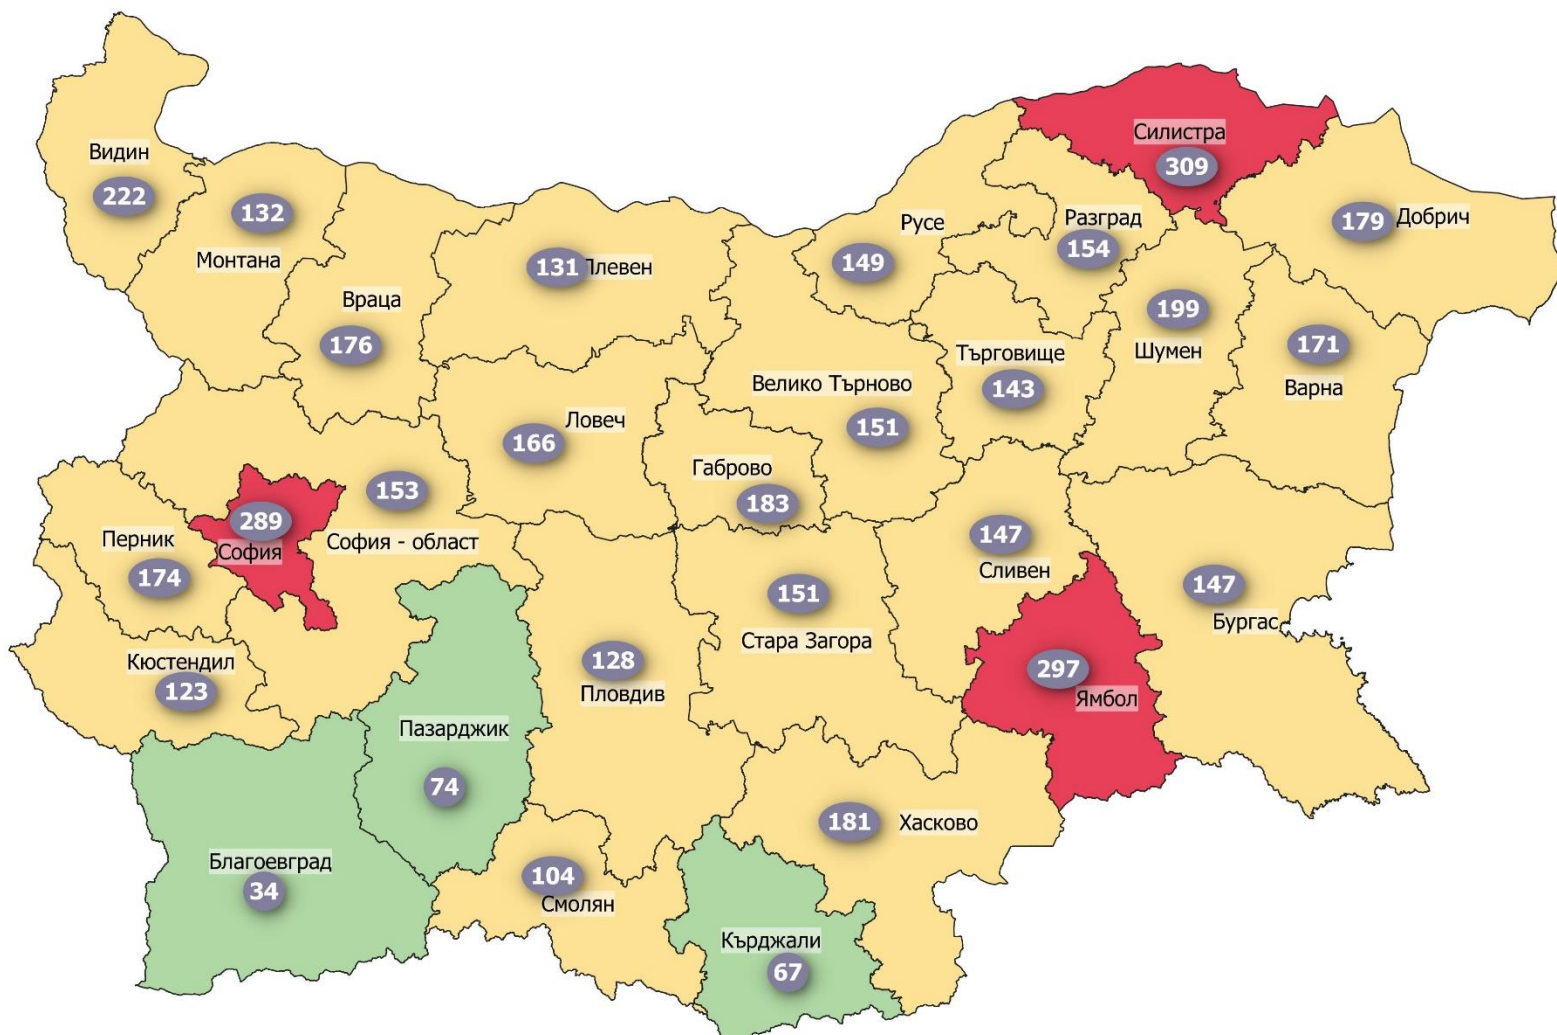 Видин
222
132
Монтана
Враца
176
131
Плевен
Русе
149
Разград
154
Силистра
309
179
Добрич
199
Шумен
171
Варна
Търговище
143
Велико Търново
151
Ловеч
166
Габрово
183
153
София - област
289
София
Перник
174
Кюстендил
123
147
Сливен
147
Бургас
151
Стара Загора
128
Пловдив
297
Ямбол
Пазарджик
74
Благоевград
34
104
Смолян
181
Хасково
Кърджали
67